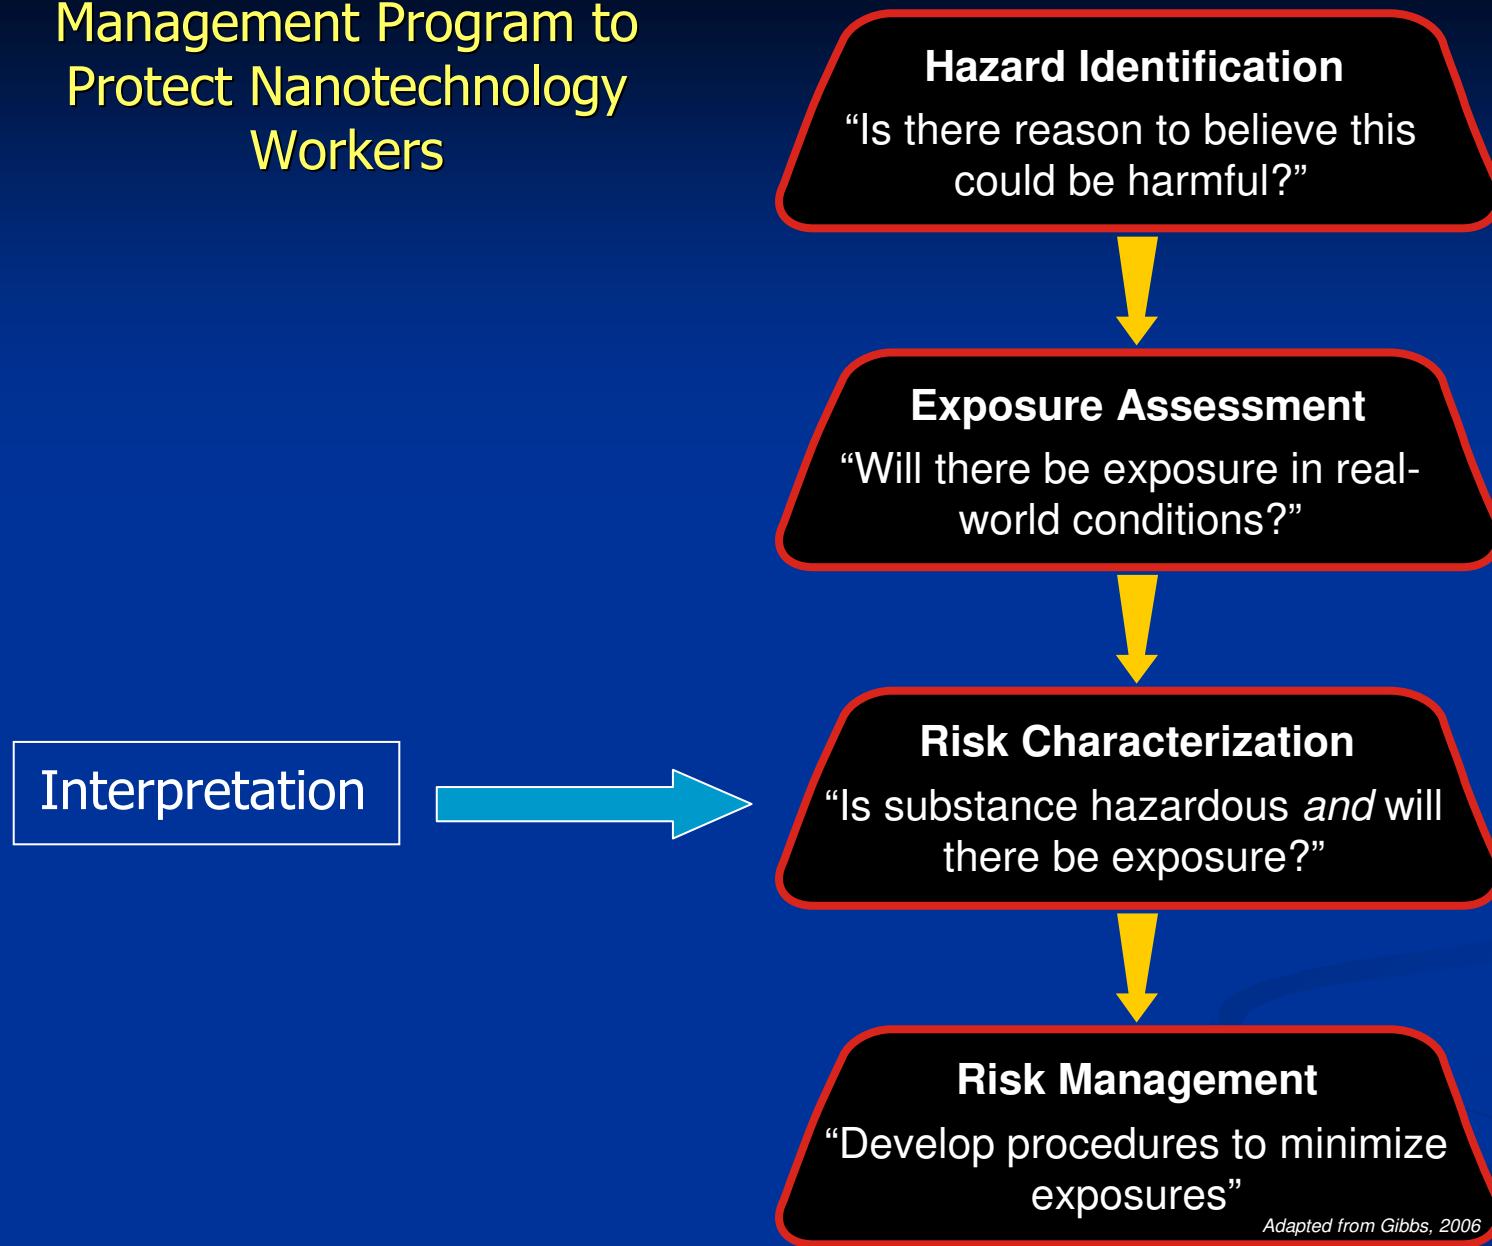 Management Program to
Protect Nanotechnology
Workers
Hazard Identification
“Is there reason to believe this
could be harmful?”
Exposure Assessment
“Will there be exposure in real-
world conditions?”
Interpretation
Risk Characterization
“Is substance hazardous and will
there be exposure?”
Risk Management
“Develop procedures to minimize
exposures”
Adapted from Gibbs, 2006